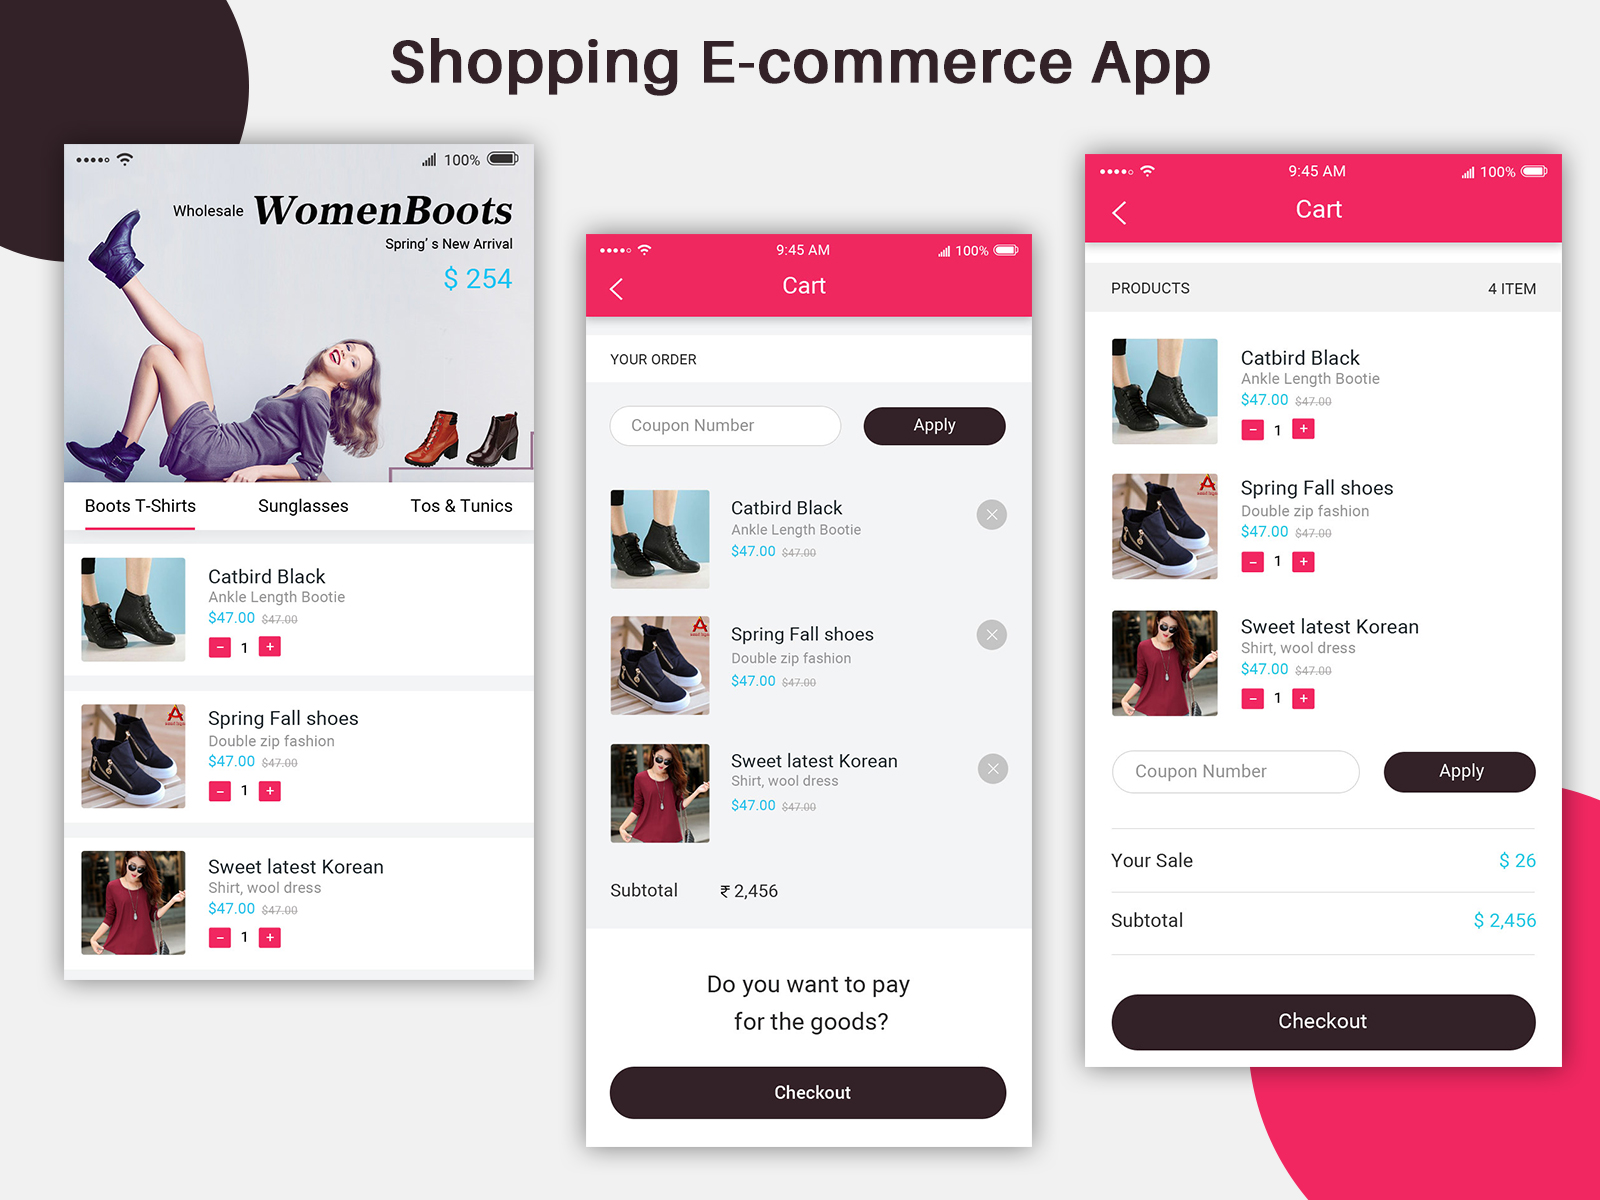 Shopping E-commerce App
100%
Wholesale WomenBoots
Spring' s New Arrival
$ 254
Boots T-Shirts Sunglasses Tos & Tunics
Catbird Black
Ankle Length Bootie
$47.00 $47.00
− 1 +
Spring Fall shoes
Double zip fashion
$47.00 $47.00
− 1 +
Sweet latest Korean
Shirt, wool dress
$47.00 $47.00
− 1 +
9:45 AM 100%
Cart
YOUR ORDER
Coupon Number Apply
Catbird Black
Ankle Length Bootie
$47.00 $47.00
Spring Fall shoes
Double zip fashion
$47.00 $47.00
Sweet latest Korean
Shirt, wool dress
$47.00 $47.00
Subtotal ₹ 2,456
Do you want to pay
for the goods?
Checkout
9:45 AM 100%
Cart
PRODUCTS 4 ITEM
Catbird Black
Ankle Length Bootie
$47.00 $47.00
− 1 +
Spring Fall shoes
Double zip fashion
$47.00 $47.00
− 1 +
Sweet latest Korean
Shirt, wool dress
$47.00 $47.00
− 1 +
Coupon Number Apply
Your Sale $ 26
Subtotal $ 2,456
Checkout